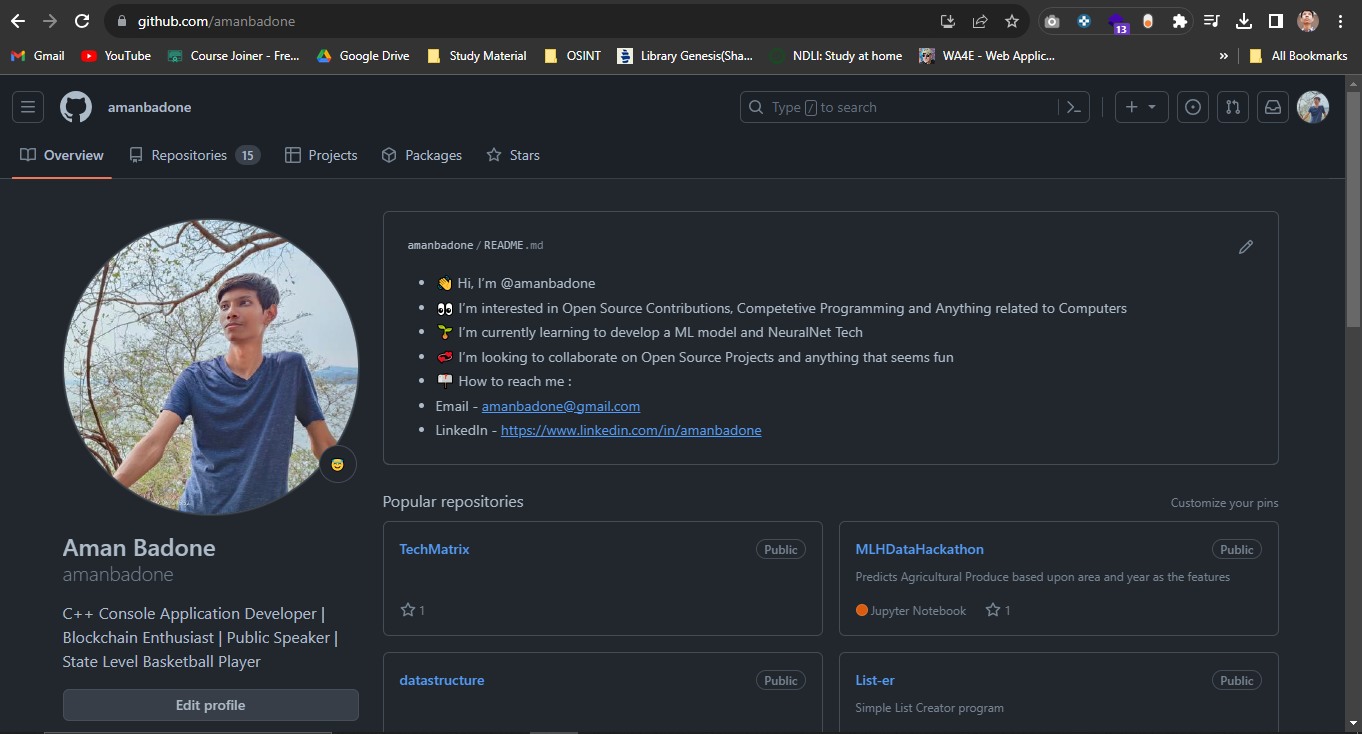 github.com/amanbadone
13
Gmail
YouTube
Course Joiner - Fre...
Google Drive
Study Material
OSINT
Library Genesis(Sha...
NDLI: Study at home
WA4E - Web Applic...
»
All Bookmarks
amanbadone
Type / to search
Overview
Repositories 15
Projects
Packages
Stars
amanbadone/README.md
👋 Hi, I'm @amanbadone
👀 I'm interested in Open Source Contributions, Competetive Programming and Anything related to Computers
🌱 I'm currently learning to develop a ML model and NeuralNet Tech
💞️ I'm looking to collaborate on Open Source Projects and anything that seems fun
📫 How to reach me :
Email - amanbadone@gmail.com
LinkedIn - https://www.linkedin.com/in/amanbadone
Aman Badone
amanbadone
C++ Console Application Developer |
Blockchain Enthusiast | Public Speaker |
State Level Basketball Player
Edit profile
Popular repositories
Customize your pins
TechMatrix
Public
1
MLHDataHackathon
Public
Predicts Agricultural Produce based upon area and year as the features
Jupyter Notebook
1
datastructure
Public
List-er
Public
Simple List Creator program